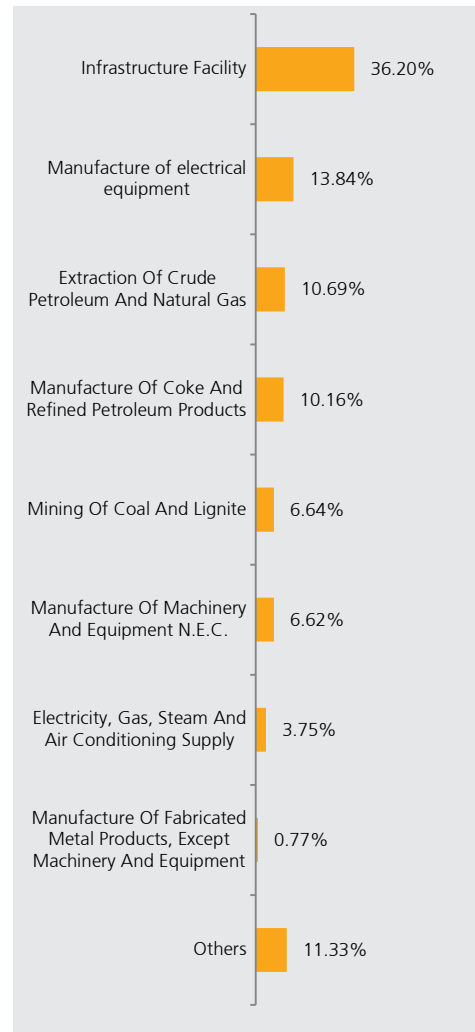 Infrastructure Facility
36.20%
Manufacture of electrical
equipment
13.84%
Extraction Of Crude
Petroleum And Natural Gas
10.69%
Manufacture Of Coke And
Refined Petroleum Products
10.16%
Mining Of Coal And Lignite
6.64%
Manufacture Of Machinery
And Equipment N.E.C.
6.62%
Electricity, Gas, Steam And
Air Conditioning Supply
3.75%
Manufacture Of Fabricated
Metal Products, Except
Machinery And Equipment
0.77%
Others
11.33%